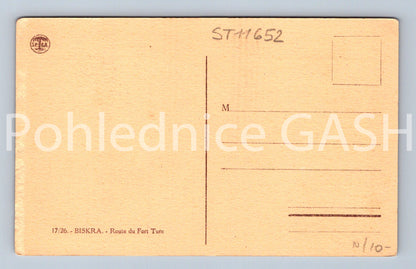 ST11652
M
Pohlednice GASH
17/26. - BISKRA. - Route du Fort Turc
N/10-